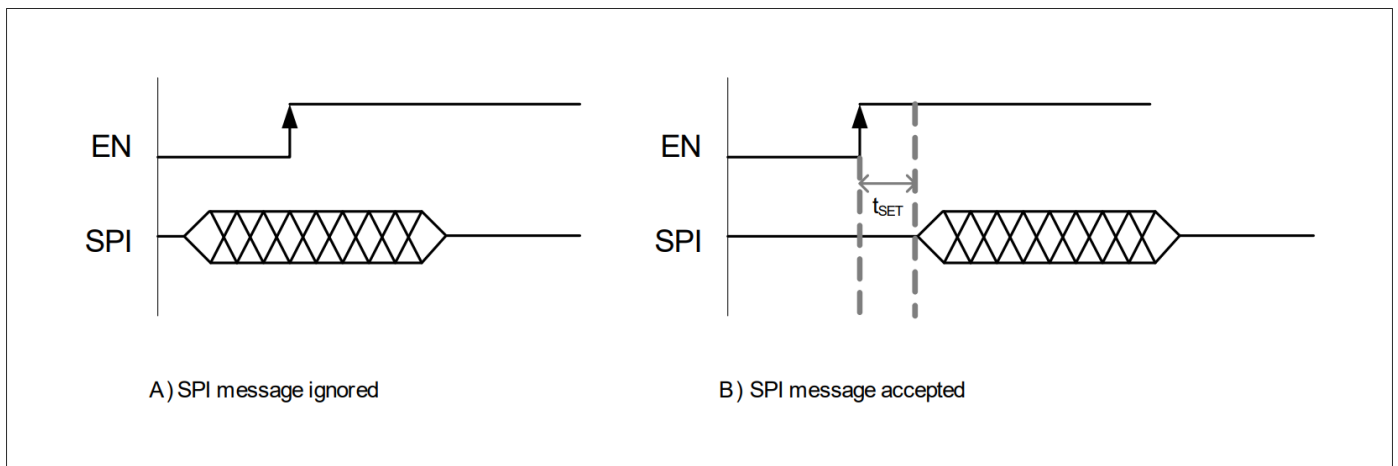 EN
SPI
A) SPI message ignored
EN
tSET
SPI
B) SPI message accepted